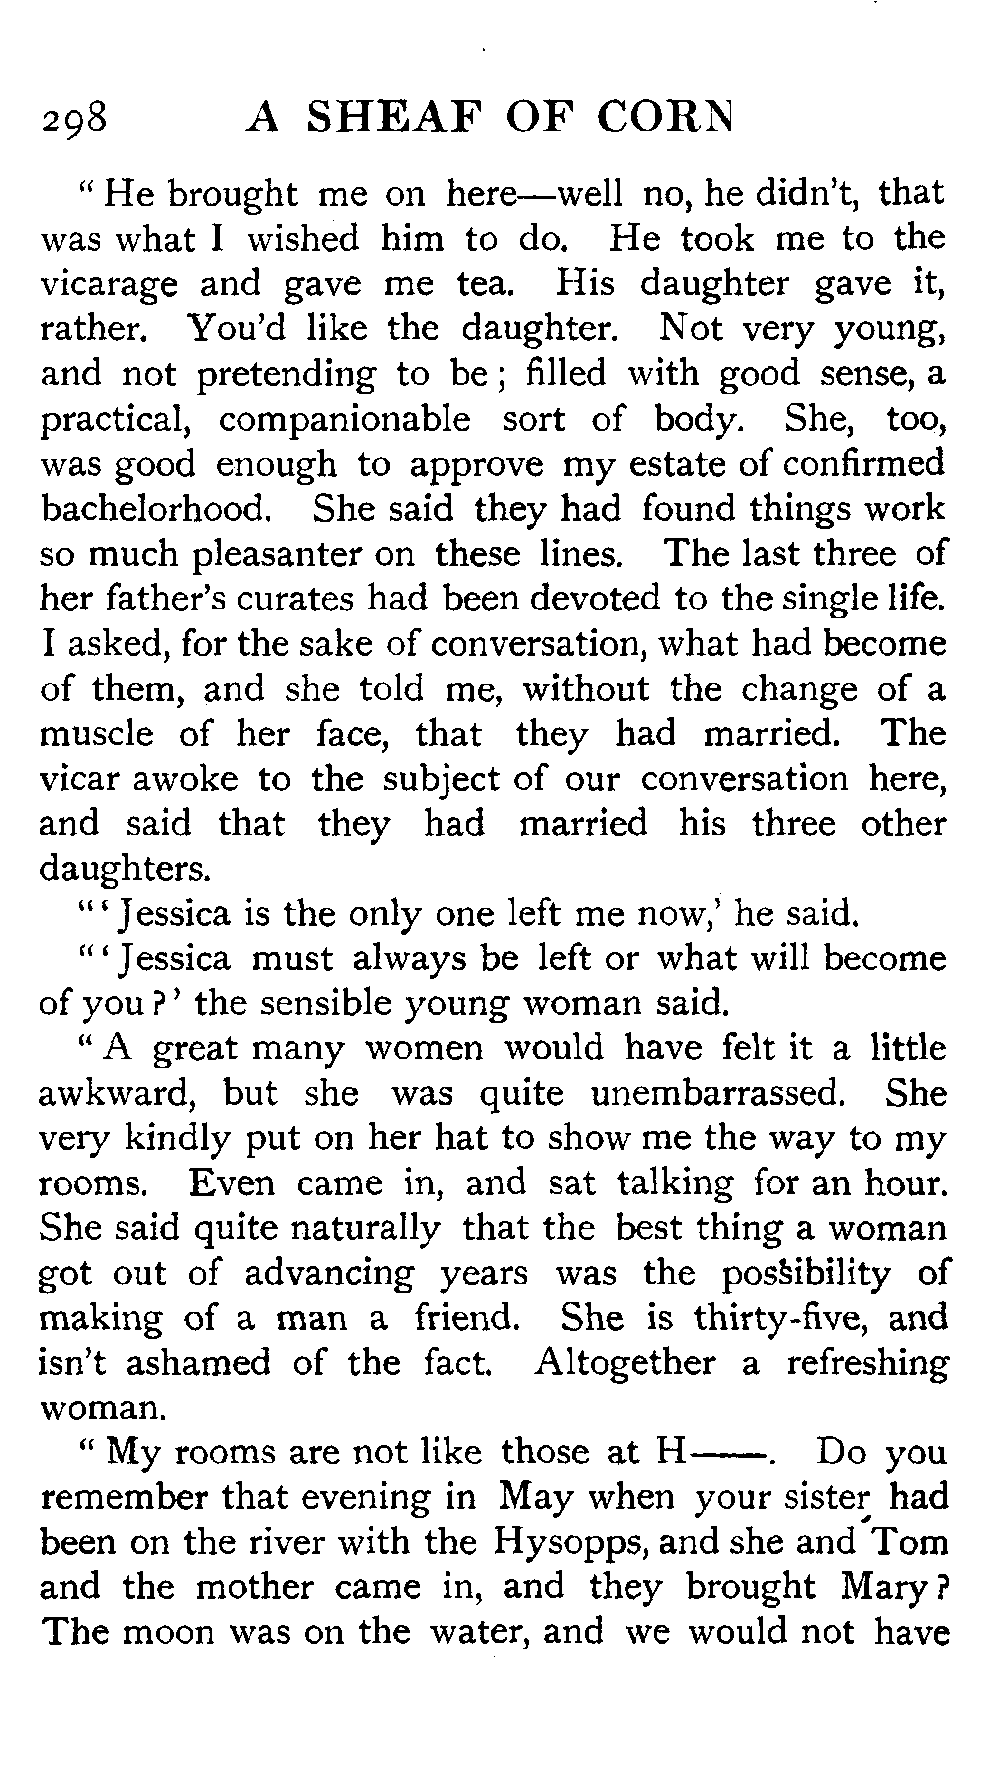 298 A SHEAF OF CORN
" He brought me on here—well no, he didn't, that
was what I wished him to do. He took me to the
vicarage and gave me tea. His daughter gave it,
rather. You'd like the daughter. Not very young,
and not pretending to be ; filled with good sense, a
practical, companionable sort of body. She, too,
was good enough to approve my estate of confirmed
bachelorhood. She said they had found things work
so much pleasanter on these lines. The last three of
her father's curates had been devoted to the single life.
I asked, for the sake of conversation, what had become
of them, and she told me, without the change of a
muscle of her face, that they had married. The
vicar awoke to the subject of our conversation here,
and said that they had married his three other
daughters.
"' Jessica is the only one left me now,' he said.
"' Jessica must always be left or what will become
of you ?' the sensible young woman said.
" A great many women would have felt it a little
awkward, but she was quite unembarrassed. She
very kindly put on her hat to show me the way to my
rooms. Even came in, and sat talking for an hour.
She said quite naturally that the best thing a woman
got out of advancing years was the possibility of
making of a man a friend. She is thirty-five, and
isn't ashamed of the fact. Altogether a refreshing
woman.
" My rooms are not like those at H——. Do you
remember that evening in May when your sister had
been on the river with the Hysopps, and she and Tom
and the mother came in, and they brought Mary ?
The moon was on the water, and we would not have